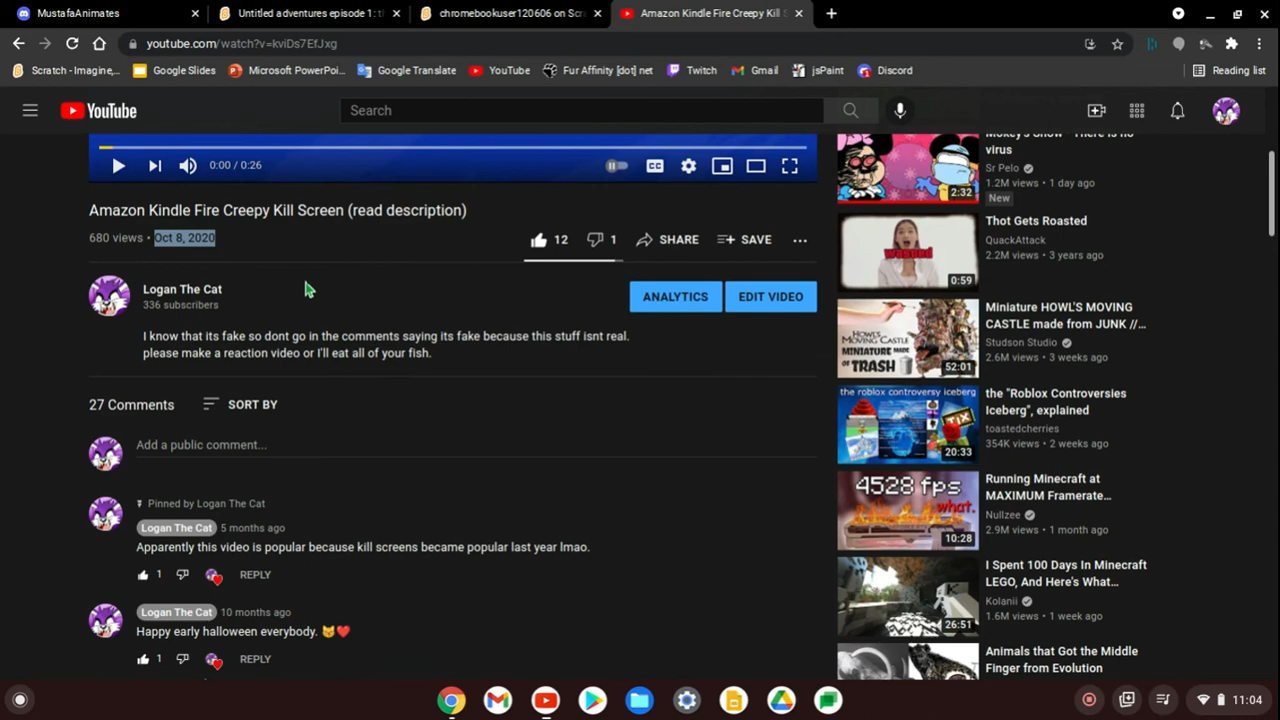 MustafaAnimates
Untitled adventures episode 1: t
chromebookuser120606 on Scr
Amazon Kindle Fire Creepy Kill S
youtube.com/watch?v=kviDs7EfJxg
Scratch - Imagine,...
Google Slides
Microsoft PowerPoi...
Google Translate
YouTube
Fur Affinity [dot] net
Twitch
Gmail
jsPaint
Discord
Reading list
YouTube
Search
0:00 / 0:26
CC
Amazon Kindle Fire Creepy Kill Screen (read description)
680 views • Oct 8, 2020
12
1
SHARE
SAVE
Logan The Cat
336 subscribers
ANALYTICS
EDIT VIDEO
I know that its fake so dont go in the comments saying its fake because this stuff isnt real.
please make a reaction video or I'll eat all of your fish.
27 Comments
SORT BY
Add a public comment...
Pinned by Logan The Cat
Logan The Cat 5 months ago
Apparently this video is popular because kill screens became popular last year lmao.
1
REPLY
Logan The Cat 10 months ago
Happy early halloween everybody. 😺❤️
1
REPLY
Mokey's Show - There is no
virus
Sr Pelo
1.2M views • 1 day ago
New
2:32
Thot Gets Roasted
QuackAttack
2.2M views • 3 years ago
wasted
0:59
Miniature HOWL'S MOVING
CASTLE made from JUNK //...
Studson Studio
2.6M views • 3 weeks ago
HOWL'S
MOVING CASTLE
MINIATURE MADE
OF TRASH
52:01
the "Roblox Controversies
Iceberg", explained
toastedcherries
354K views • 2 weeks ago
the roblox controversy iceberg
TIX
20:33
Running Minecraft at
MAXIMUM Framerate...
Nullzee
2.9M views • 1 month ago
4528 fps
what.
10:28
I Spent 100 Days In Minecraft
LEGO, And Here's What...
Kolanii
1.6M views • 1 week ago
26:51
Animals that Got the Middle
Finger from Evolution
11:04